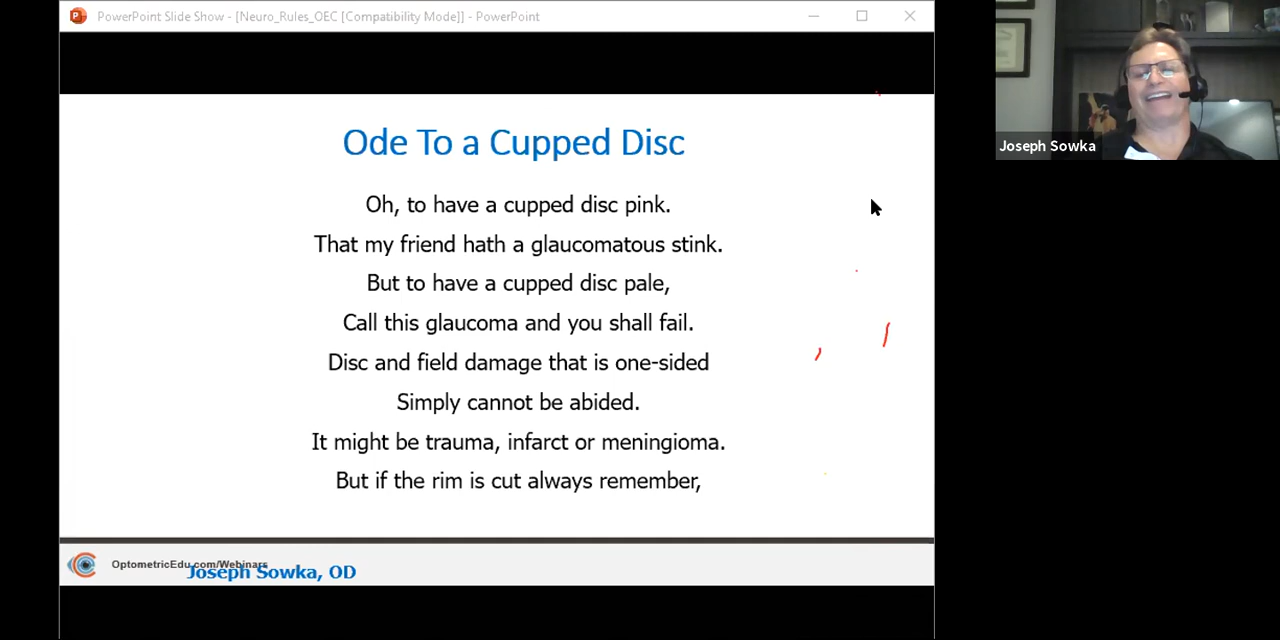 PowerPoint Slide Show - [Neuro_Rules_OEC [Compatibility Mode]] - PowerPoint
Ode To a Cupped Disc
Oh, to have a cupped disc pink.
That my friend hath a glaucomatous stink.
But to have a cupped disc pale,
Call this glaucoma and you shall fail.
Disc and field damage that is one-sided
Simply cannot be abided.
It might be trauma, infarct or meningioma.
But if the rim is cut always remember,
OptometricEdu.com/Webinars
Joseph Sowka, OD
Joseph Sowka